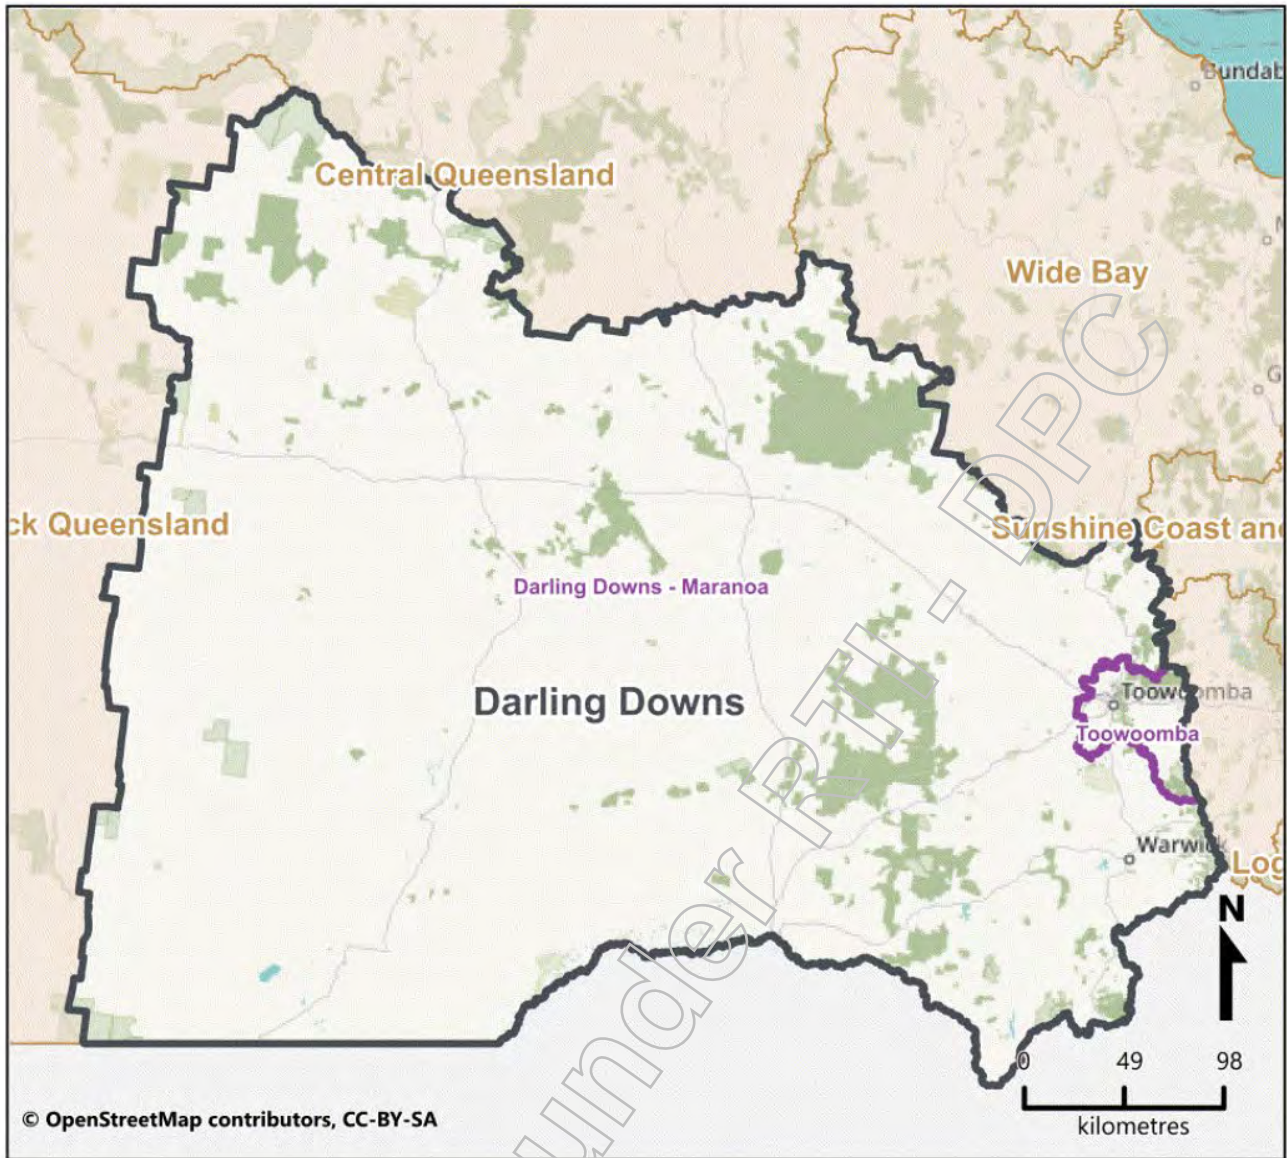 Bundab
Central Queensland
Wide Bay
ck Queensland
Sunshine Coast and
Darling Downs - Maranoa
Darling Downs
Toowoomba
Toowoomba
Warwick
Log
N
0 49 98
kilometres
© OpenStreetMap contributors, CC-BY-SA
under RTI - DPC